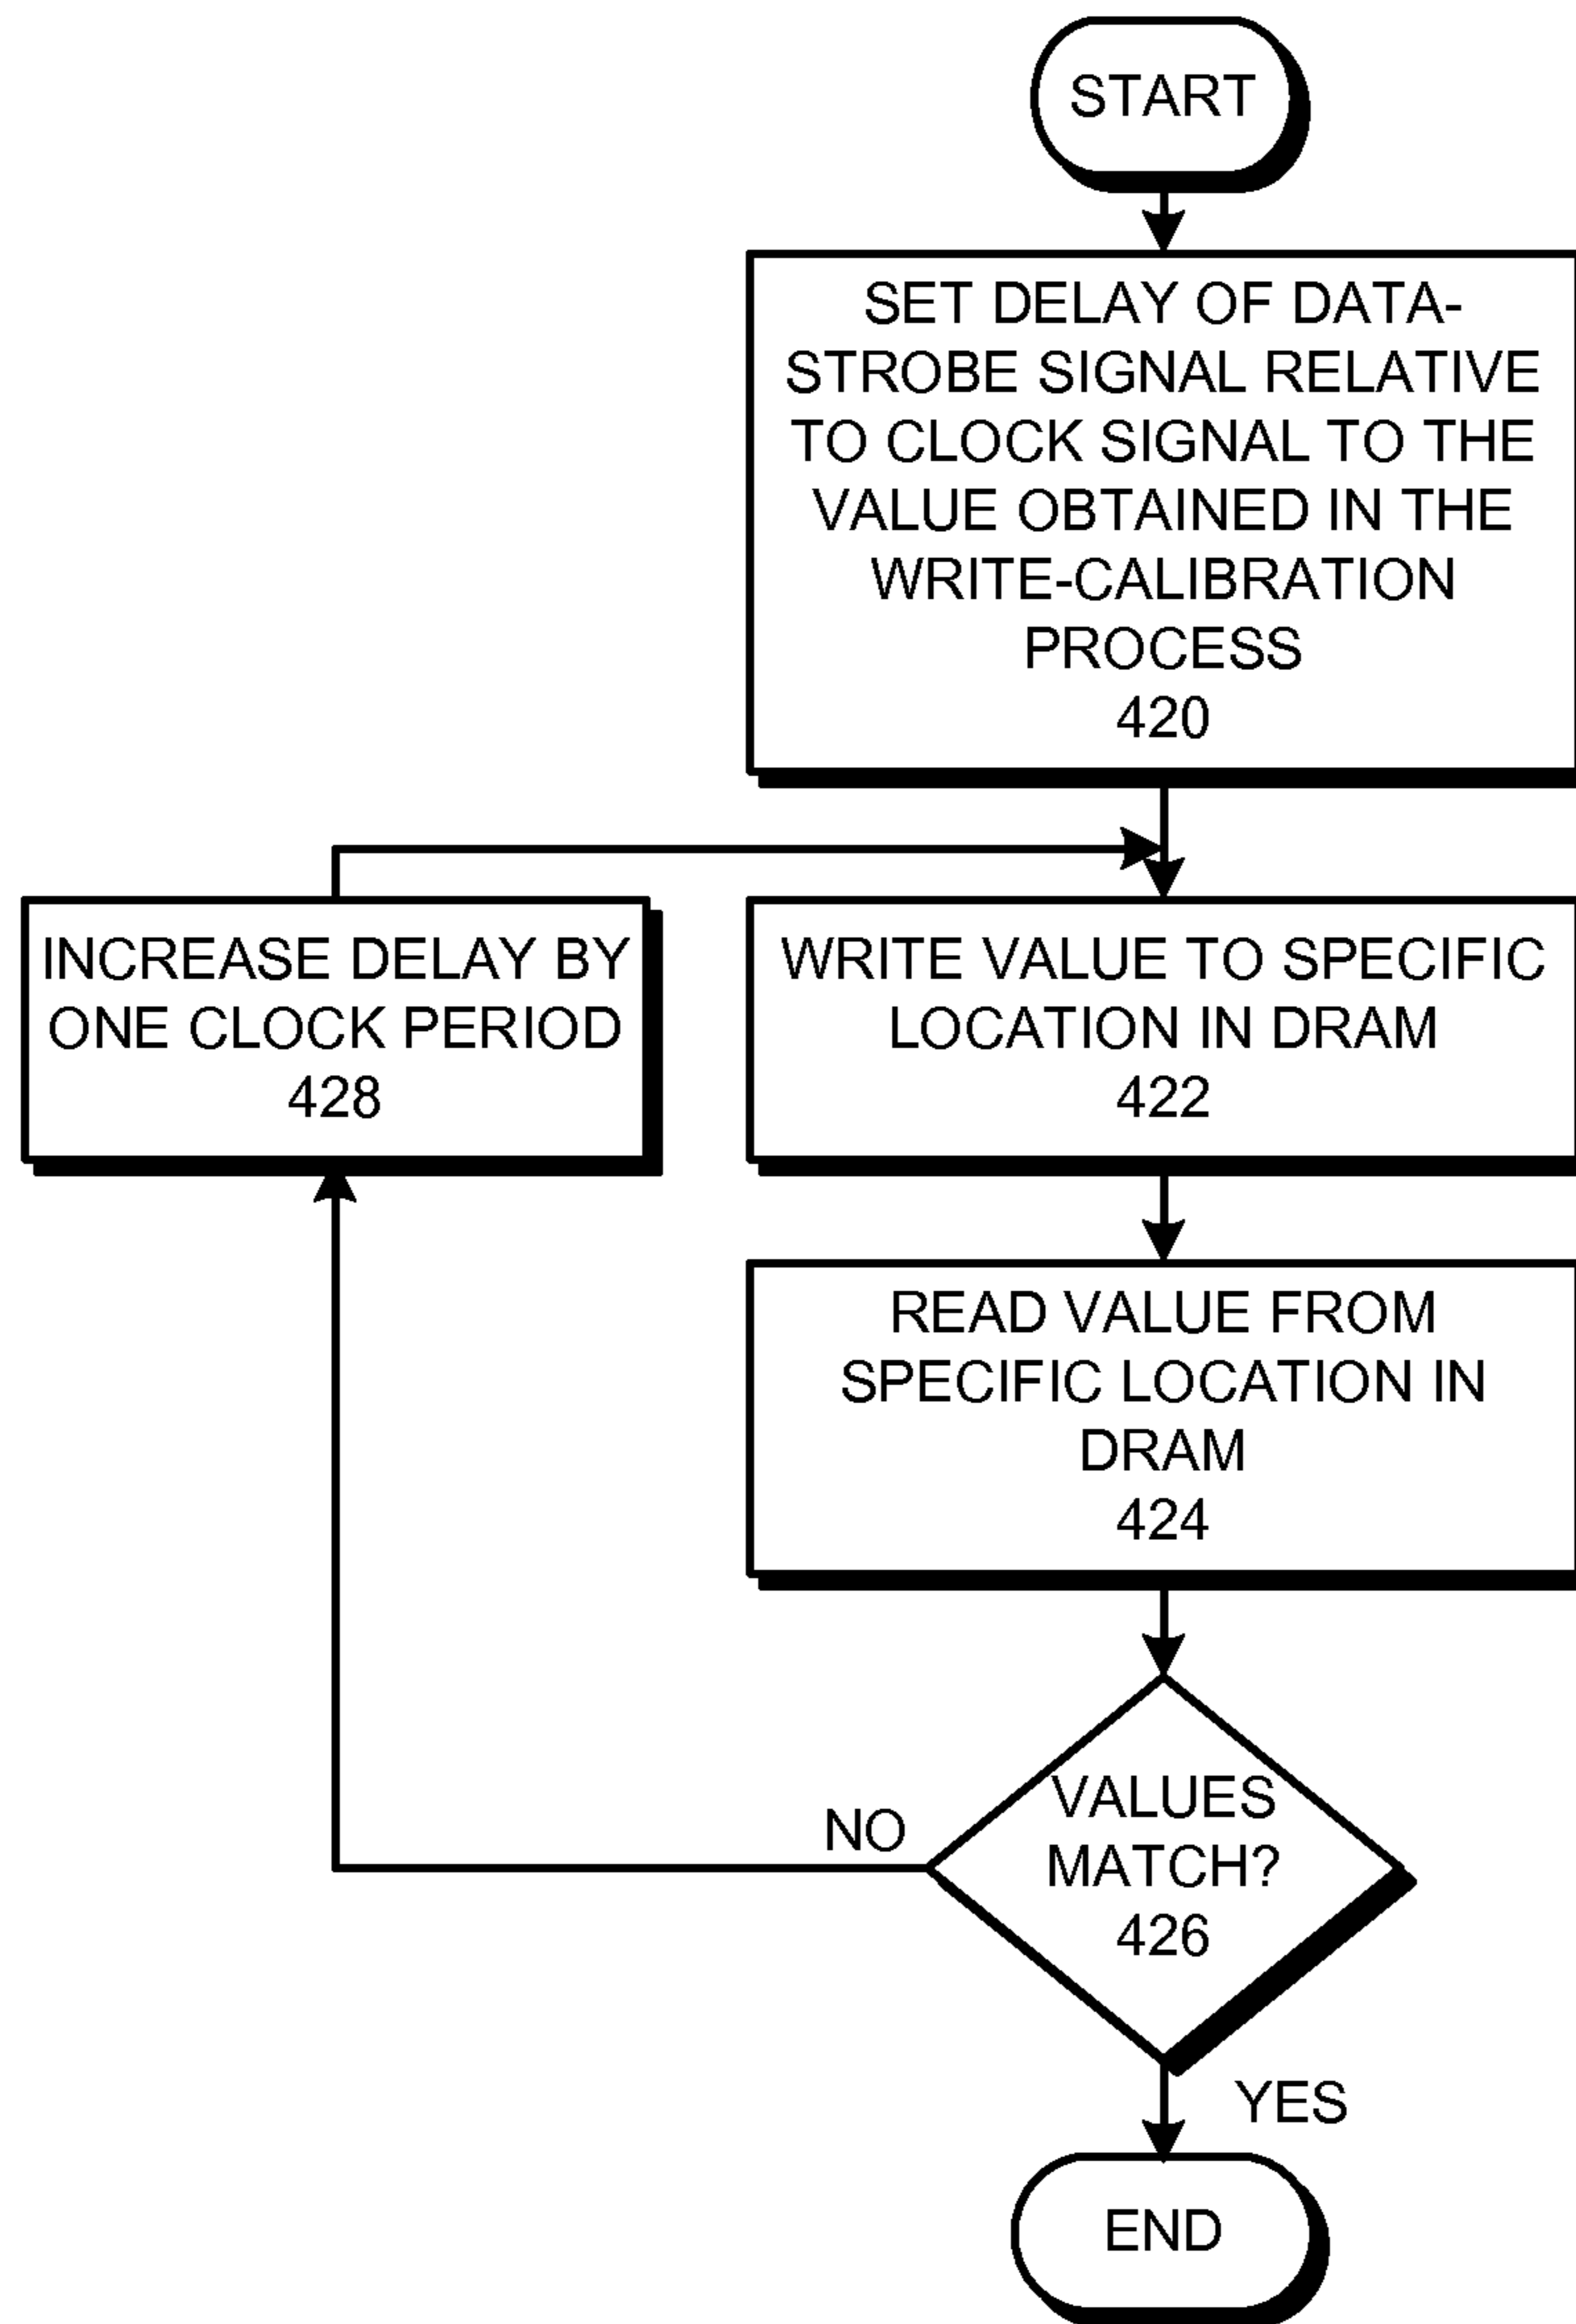 START
SET DELAY OF DATA-
STROBE SIGNAL RELATIVE
TO CLOCK SIGNAL TO THE
VALUE OBTAINED IN THE
WRITE-CALIBRATION
PROCESS
420
INCREASE DELAY BY
ONE CLOCK PERIOD
428
WRITE VALUE TO SPECIFIC
LOCATION IN DRAM
422
READ VALUE FROM
SPECIFIC LOCATION IN
DRAM
424
VALUES
MATCH?
426
NO
YES
END